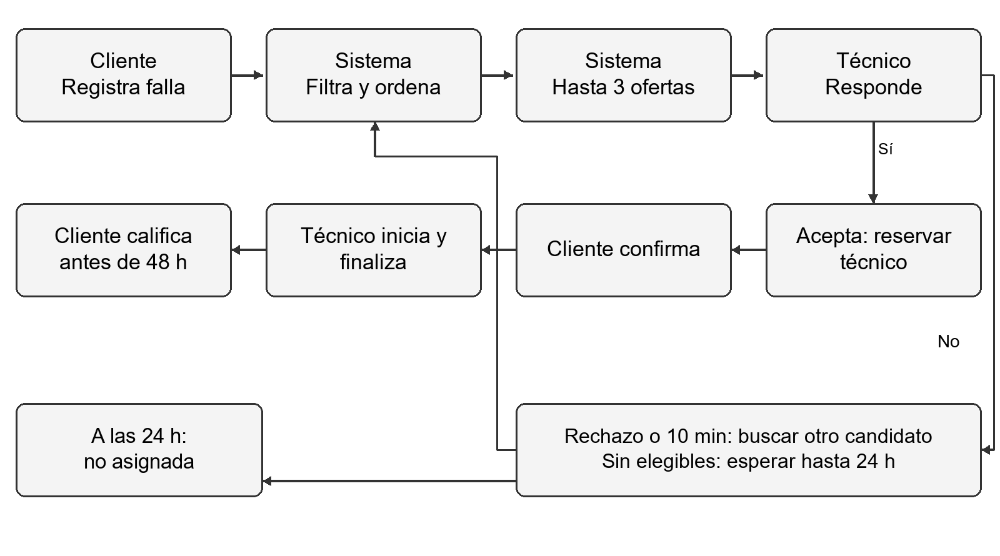 Cliente
Registra falla
Sistema
Filtra y ordena
Sistema
Hasta 3 ofertas
Técnico
Responde
Sí
Cliente califica
antes de 48 h
Técnico inicia y
finaliza
Cliente confirma
Acepta: reservar
técnico
No
A las 24 h:
no asignada
Rechazo o 10 min: buscar otro candidato
Sin elegibles: esperar hasta 24 h